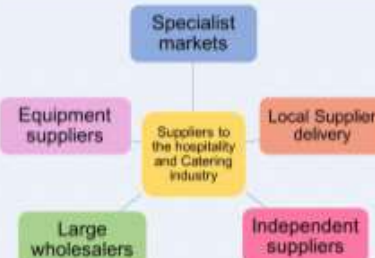 Specialist
markets
Equipment
suppliers
Suppliers to
the hospitality
and Catering
industry
Local Supplier
delivery
Large
wholesalers
Independent
suppliers